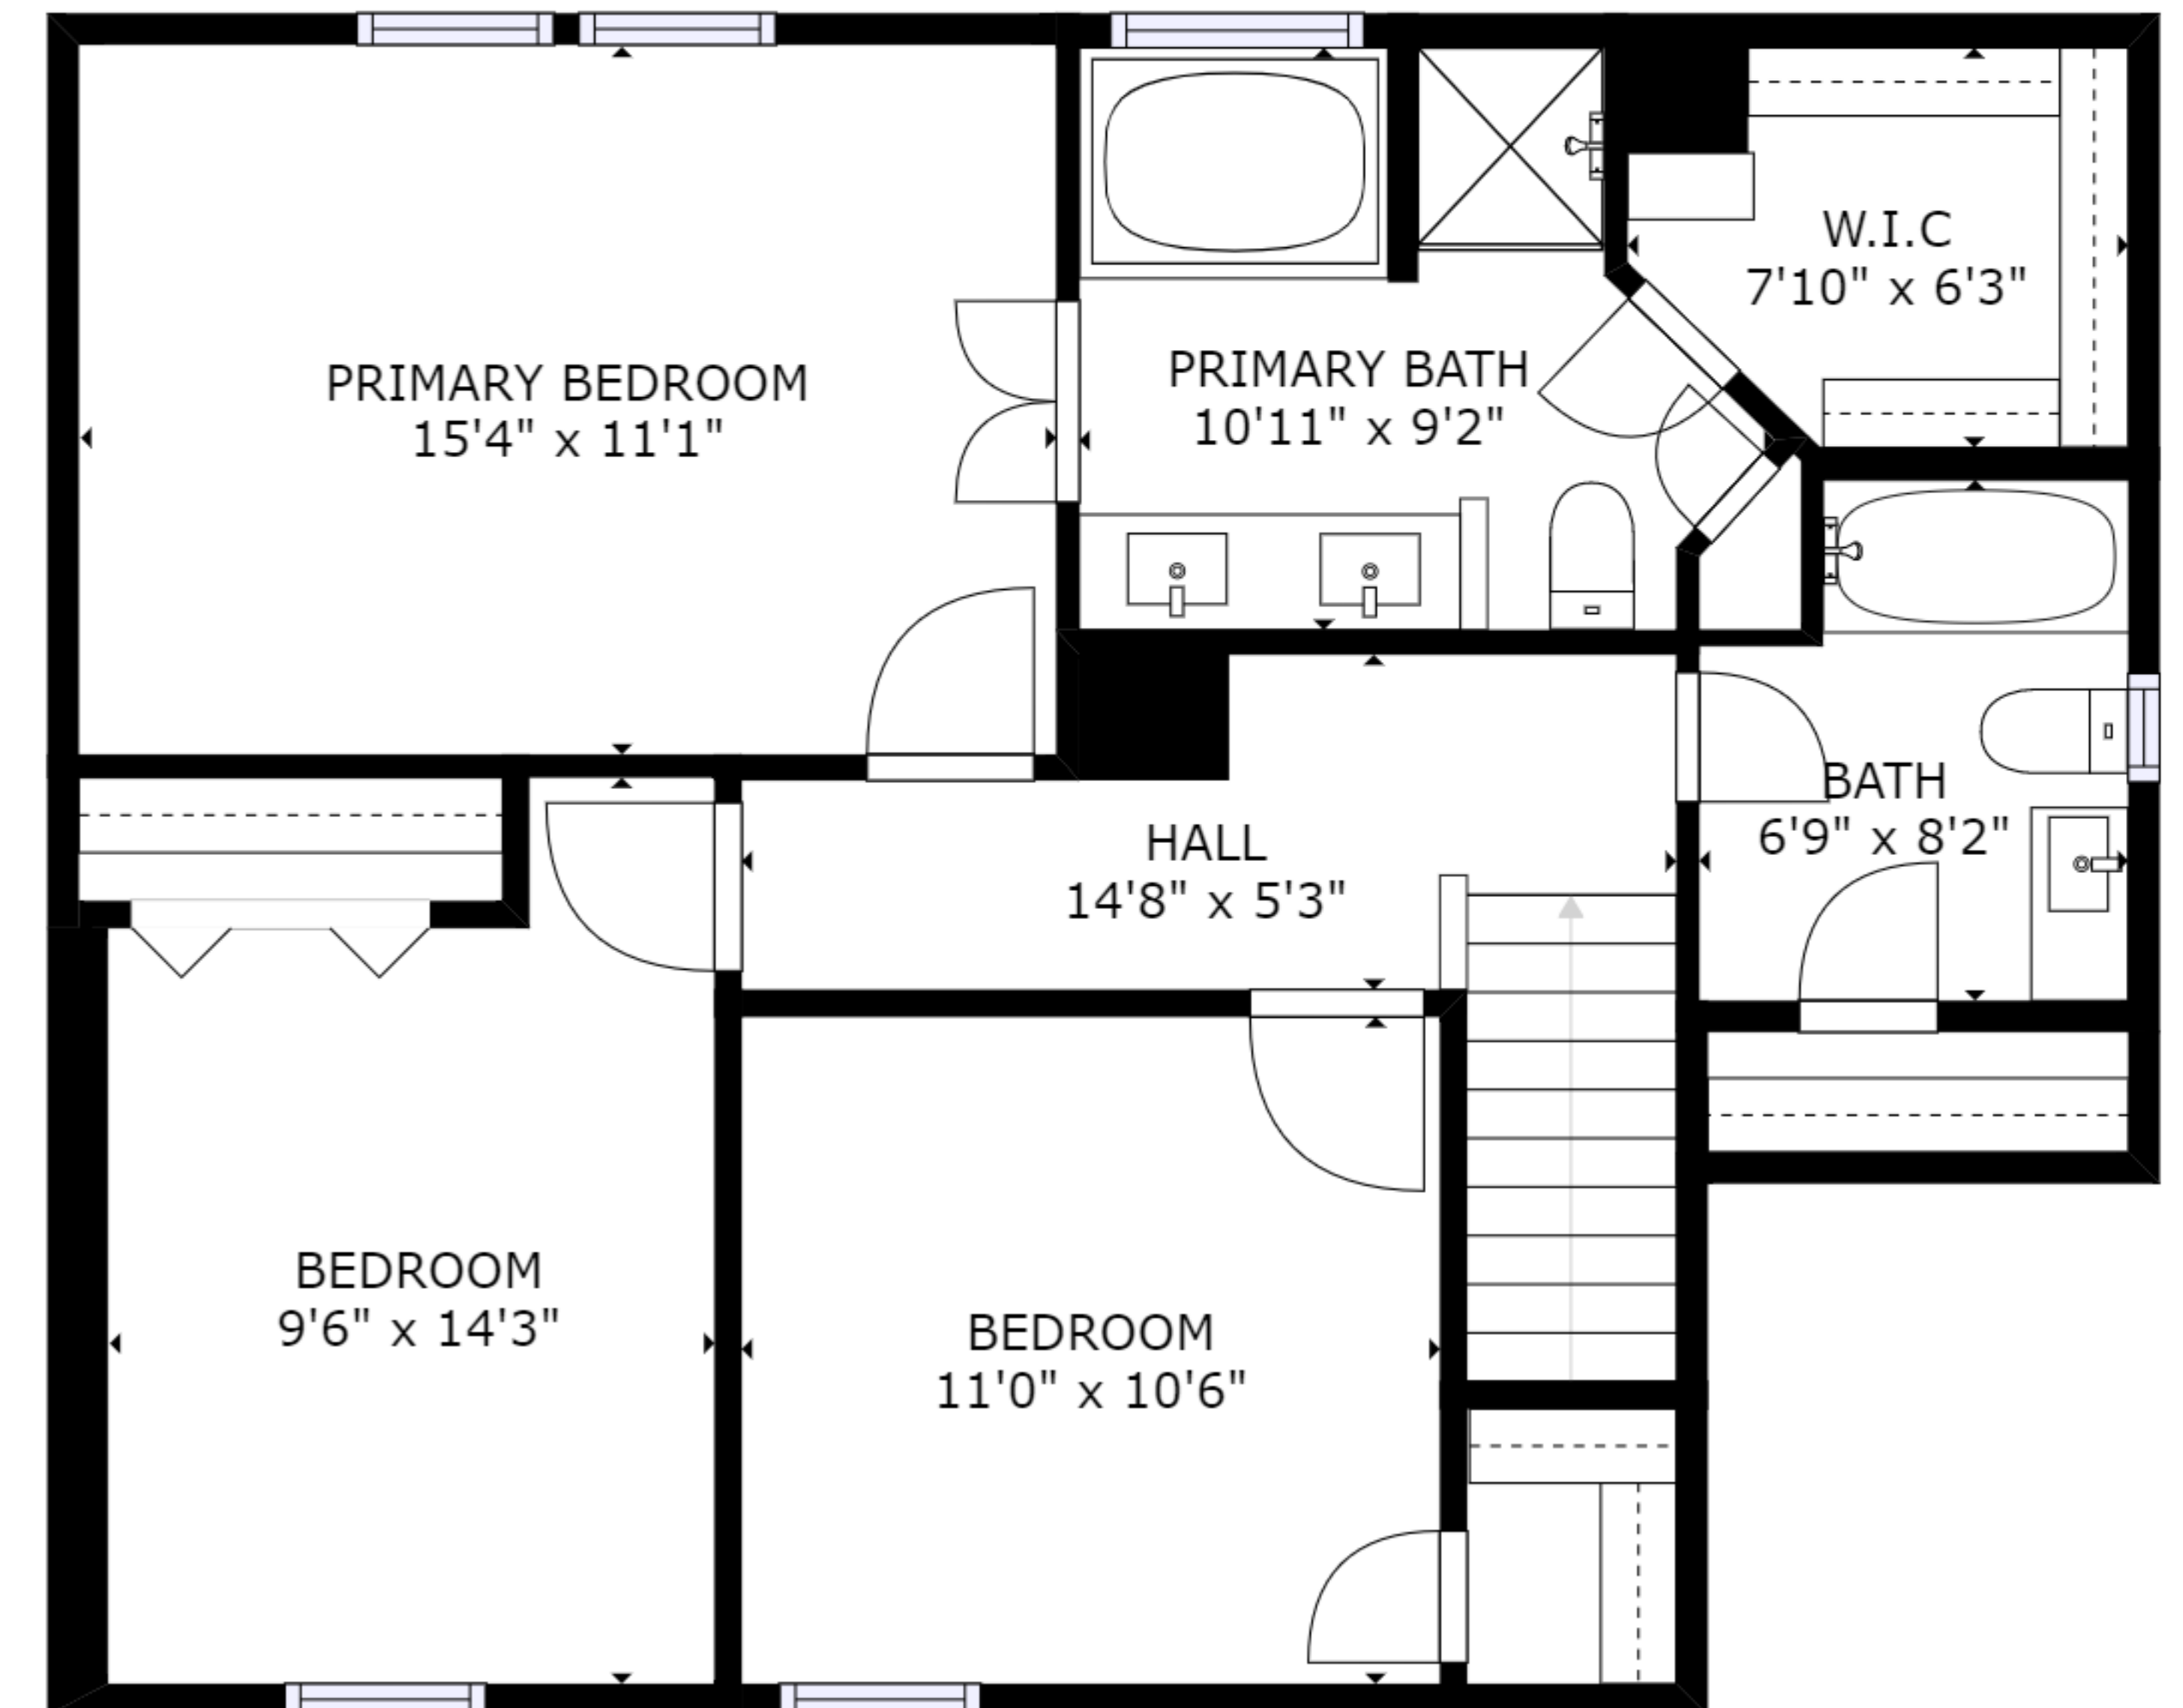 W.I.C
7'10" x 6'3"
PRIMARY BEDROOM
15'4" x 11'1"
PRIMARY BATH
10'11" x 9'2"
BATH
6'9" x 8'2"
HALL
14'8" x 5'3"
BEDROOM
9'6" x 14'3"
BEDROOM
11'0" x 10'6"